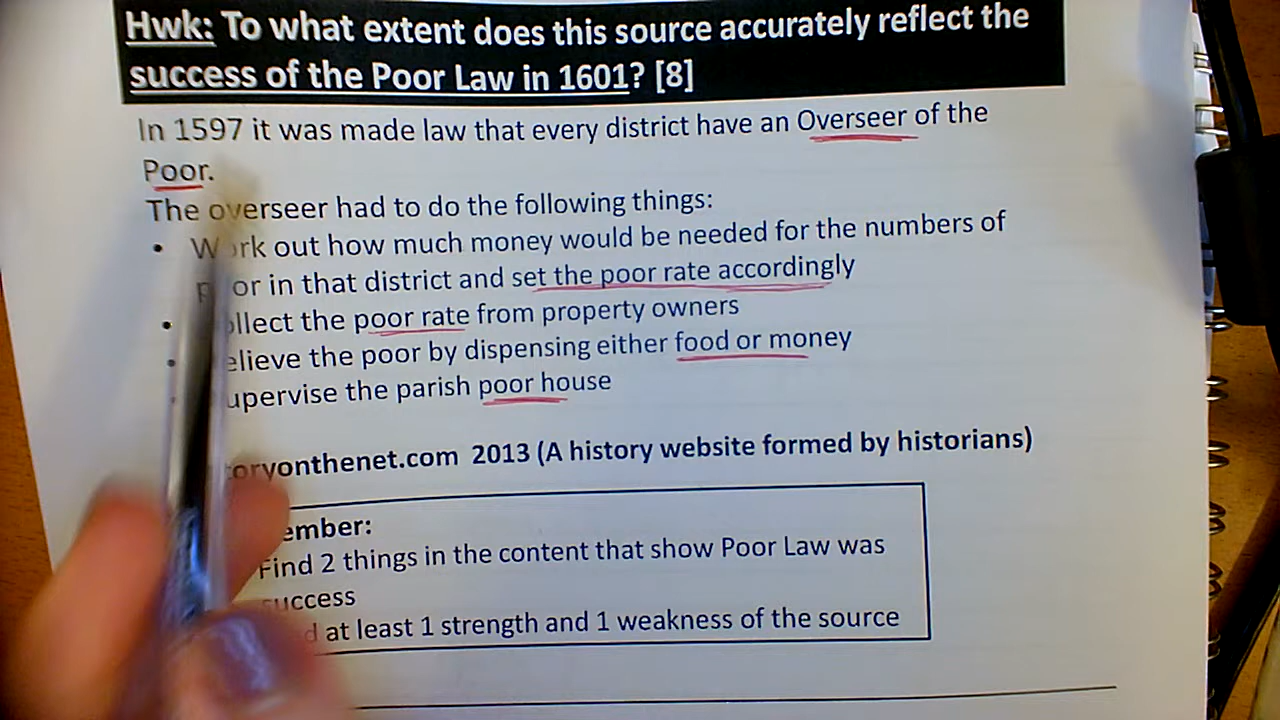 Hwk: To what extent does this source accurately reflect the
success of the Poor Law in 1601? [8]
In 1597 it was made law that every district have an Overseer of the
Poor.
The overseer had to do the following things:
• Work out how much money would be needed for the numbers of
poor in that district and set the poor rate accordingly
• ollect the poor rate from property owners
• elieve the poor by dispensing either food or money
upervise the parish poor house
oryonthenet.com 2013 (A history website formed by historians)
ember:
Find 2 things in the content that show Poor Law was
success
at least 1 strength and 1 weakness of the source